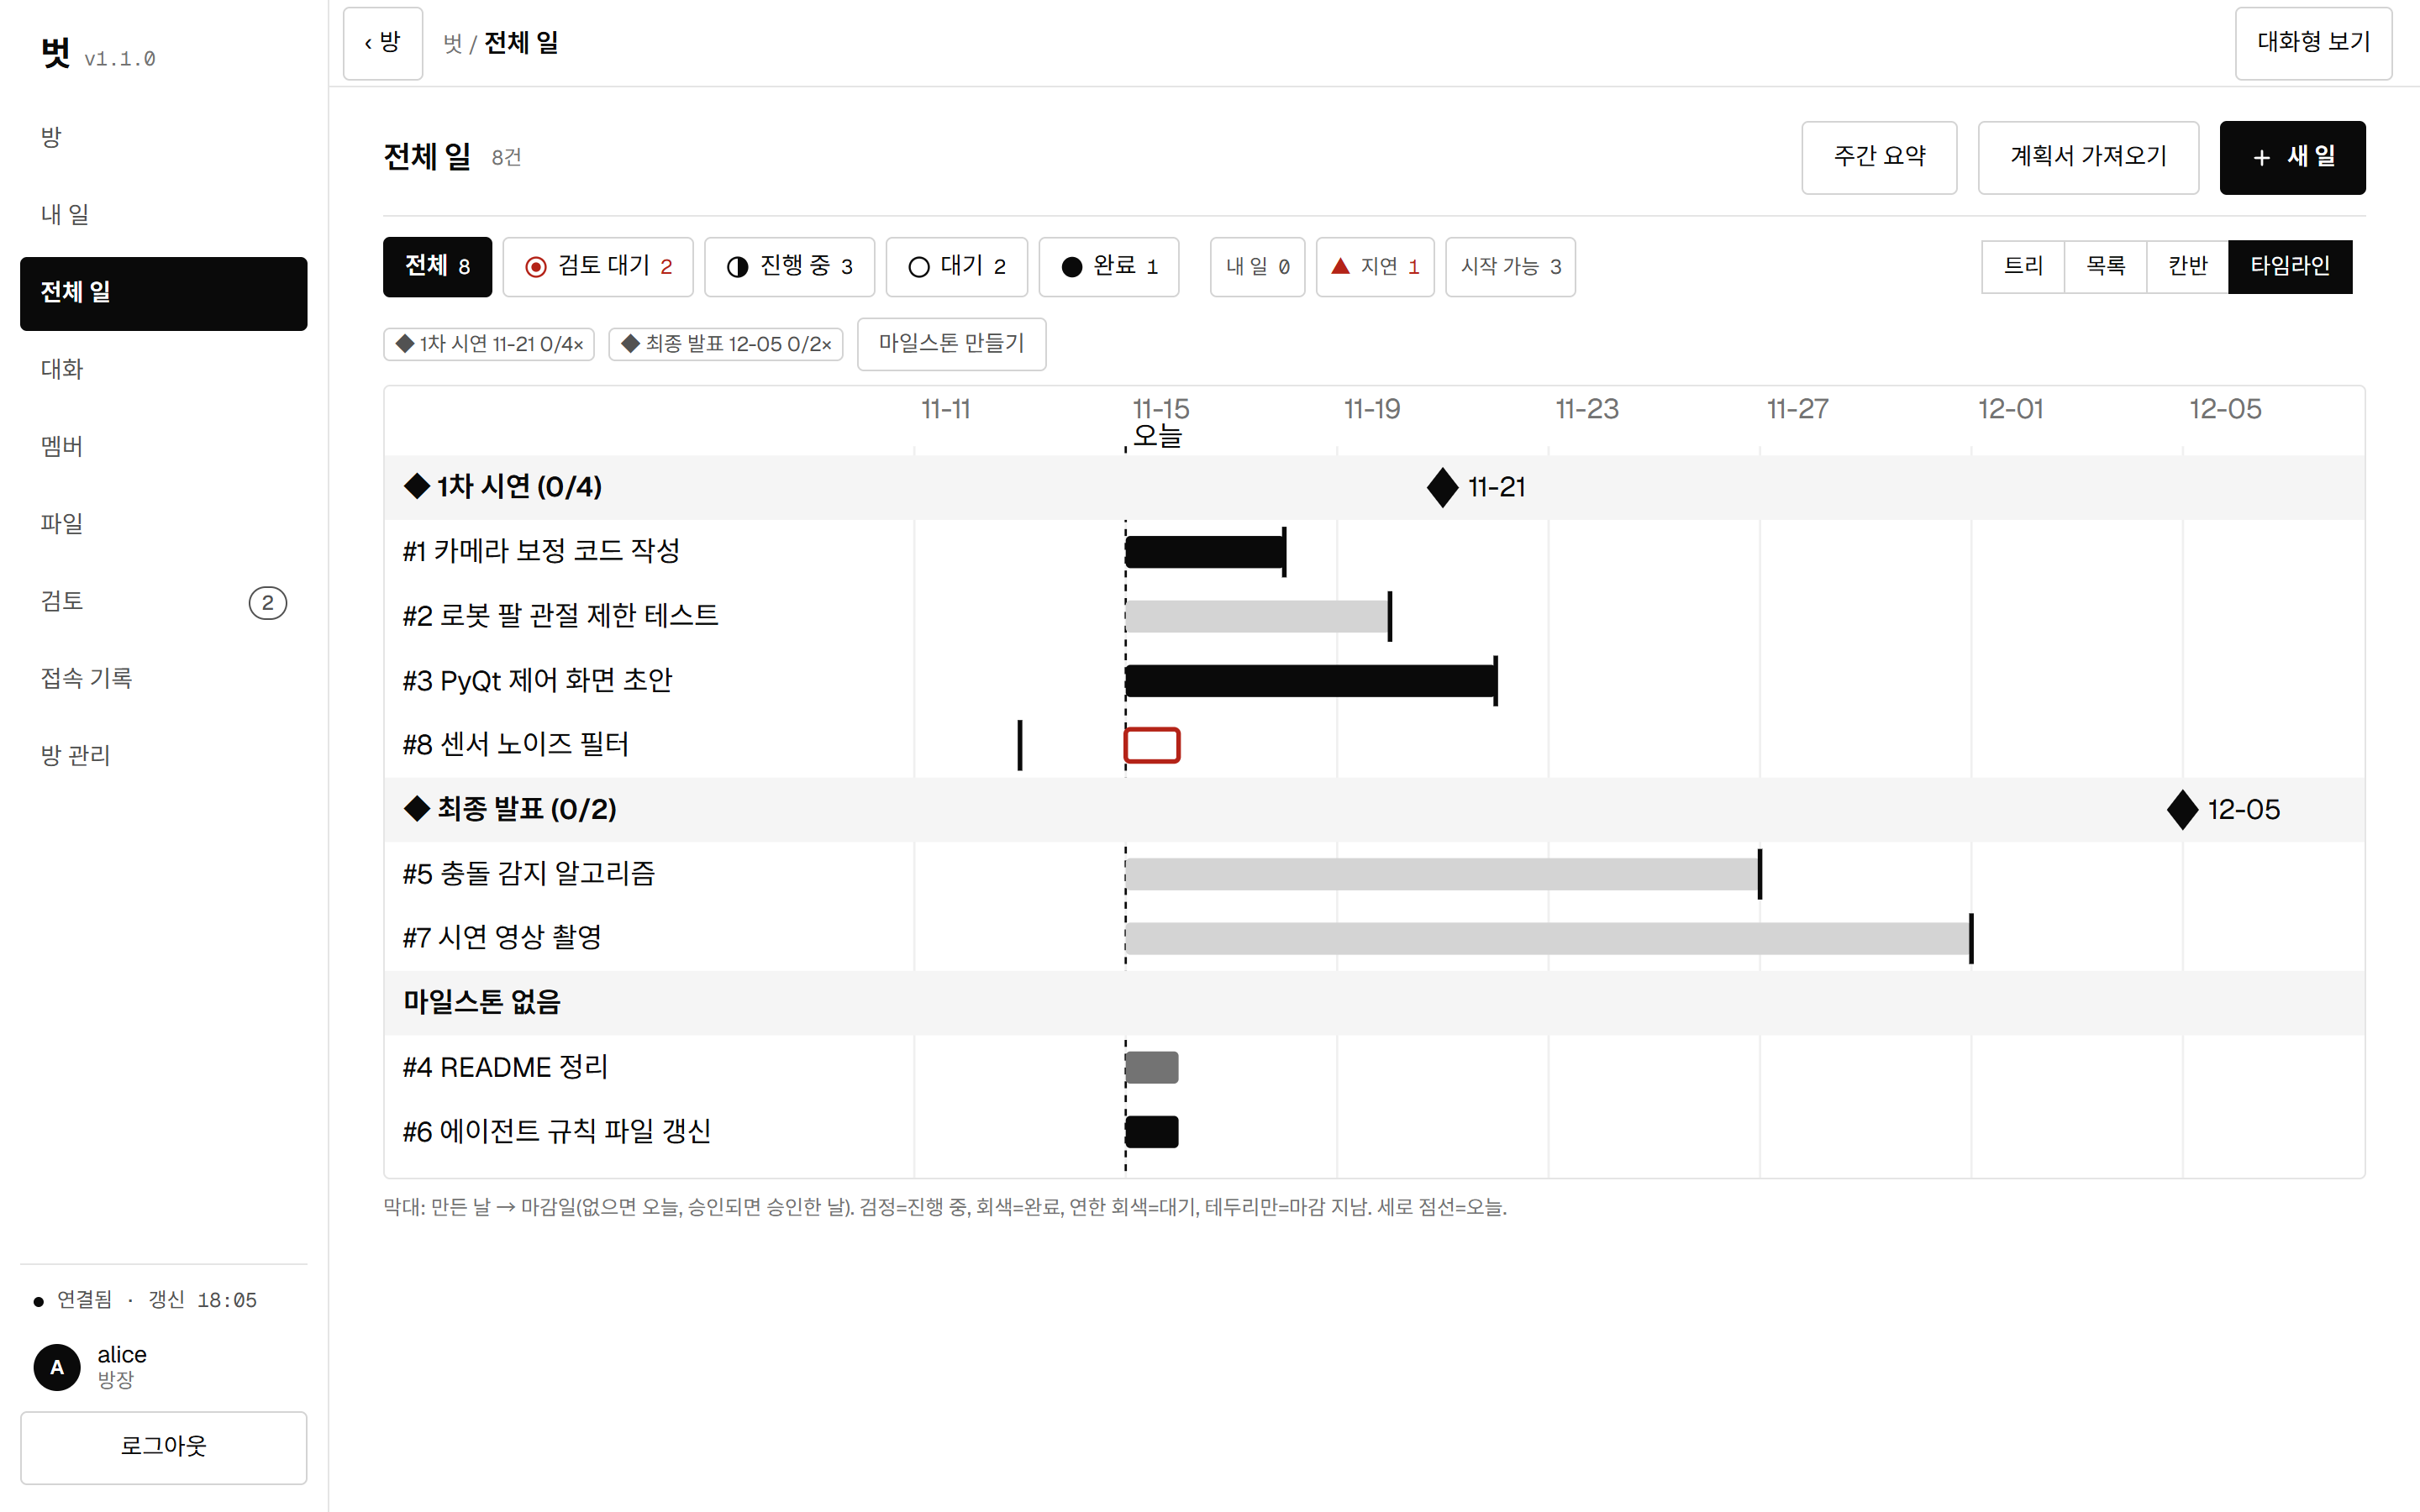 벗 v1.1.0
방
내 일
전체 일
대화
멤버
파일
검토 2
접속 기록
방 관리
연결됨 · 갱신 18:05
A
alice
방장
로그아웃
‹ 방
벗 / 전체 일
대화형 보기
전체 일 8건
주간 요약
계획서 가져오기
+ 새 일
전체 8
검토 대기 2
진행 중 3
대기 2
완료 1
내 일 0
▲ 지연 1
시작 가능 3
트리
목록
칸반
타임라인
◆ 1차 시연 11-21 0/4×
◆ 최종 발표 12-05 0/2×
마일스톤 만들기
11-11
11-15
11-19
11-23
11-27
12-01
12-05
오늘
◆ 1차 시연 (0/4)
11-21
#1 카메라 보정 코드 작성
#2 로봇 팔 관절 제한 테스트
#3 PyQt 제어 화면 초안
#8 센서 노이즈 필터
◆ 최종 발표 (0/2)
12-05
#5 충돌 감지 알고리즘
#7 시연 영상 촬영
마일스톤 없음
#4 README 정리
#6 에이전트 규칙 파일 갱신
막대: 만든 날 → 마감일(없으면 오늘, 승인되면 승인한 날). 검정=진행 중, 회색=완료, 연한 회색=대기, 테두리만=마감 지남. 세로 점선=오늘.